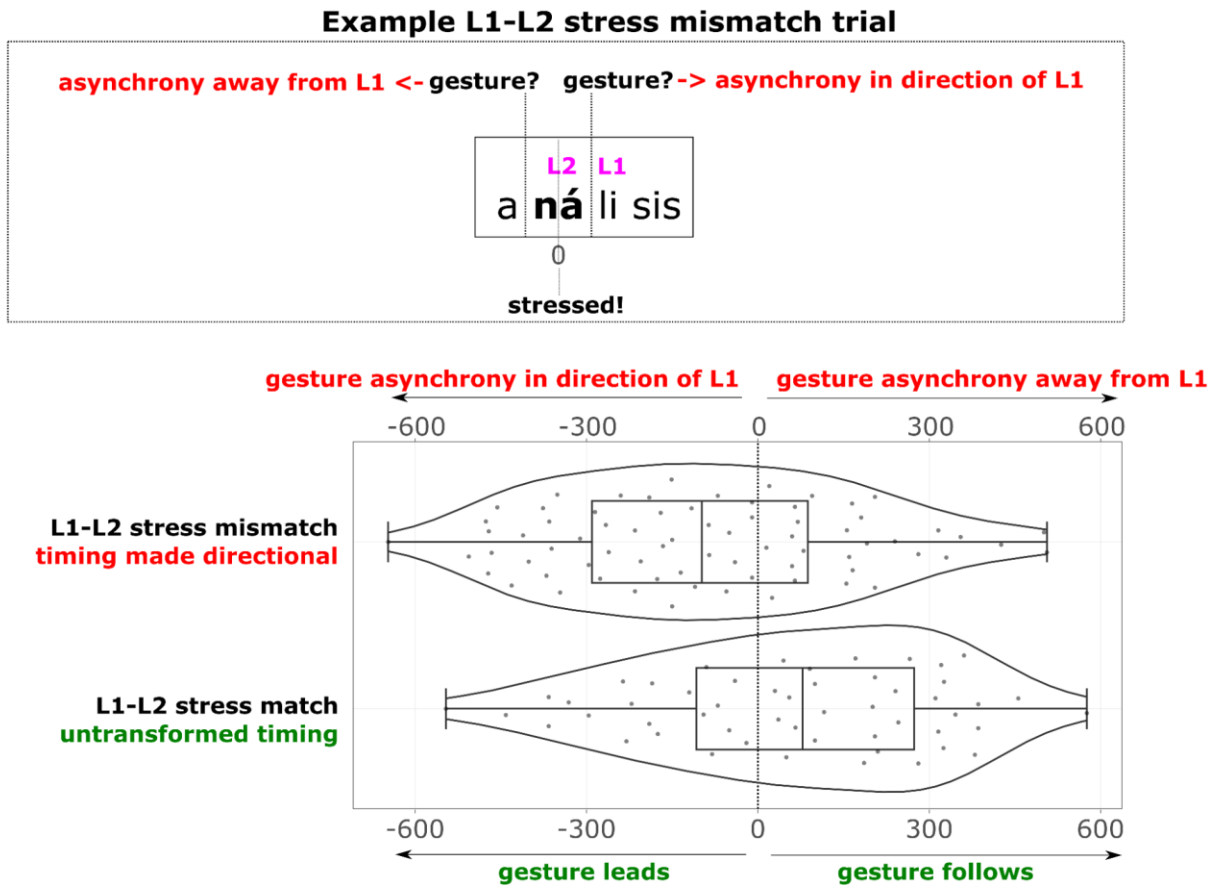 Example L1-L2 stress mismatch trial
asynchrony away from L1 <- gesture? gesture? -> asynchrony in direction of L1
L2 L1
a ná li sis
0
stressed!
gesture asynchrony in direction of L1 gesture asynchrony away from L1
-600 -300 0 300 600
L1-L2 stress mismatch
timing made directional
L1-L2 stress match
untransformed timing
-600 -300 0 300 600
gesture leads gesture follows